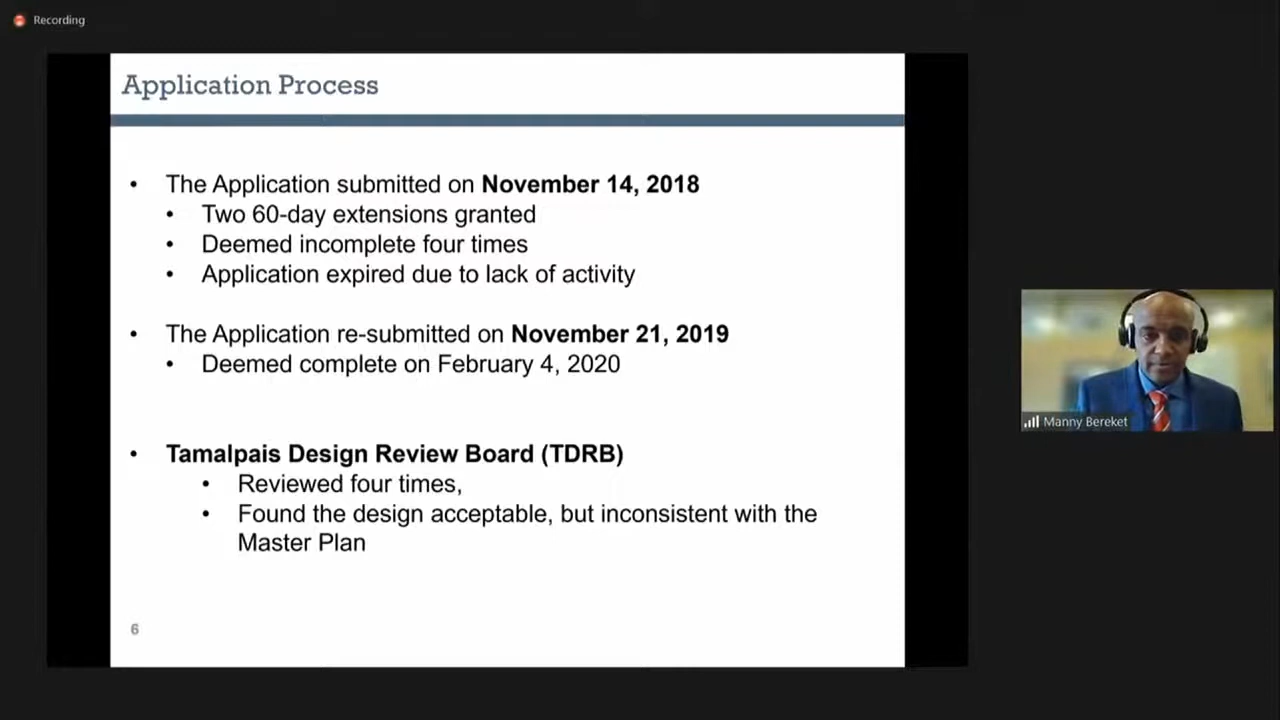 Recording
Application Process
• The Application submitted on November 14, 2018
• Two 60-day extensions granted
• Deemed incomplete four times
• Application expired due to lack of activity
• The Application re-submitted on November 21, 2019
• Deemed complete on February 4, 2020
• Tamalpais Design Review Board (TDRB)
• Reviewed four times,
• Found the design acceptable, but inconsistent with the
Master Plan
6
Manny Bereket